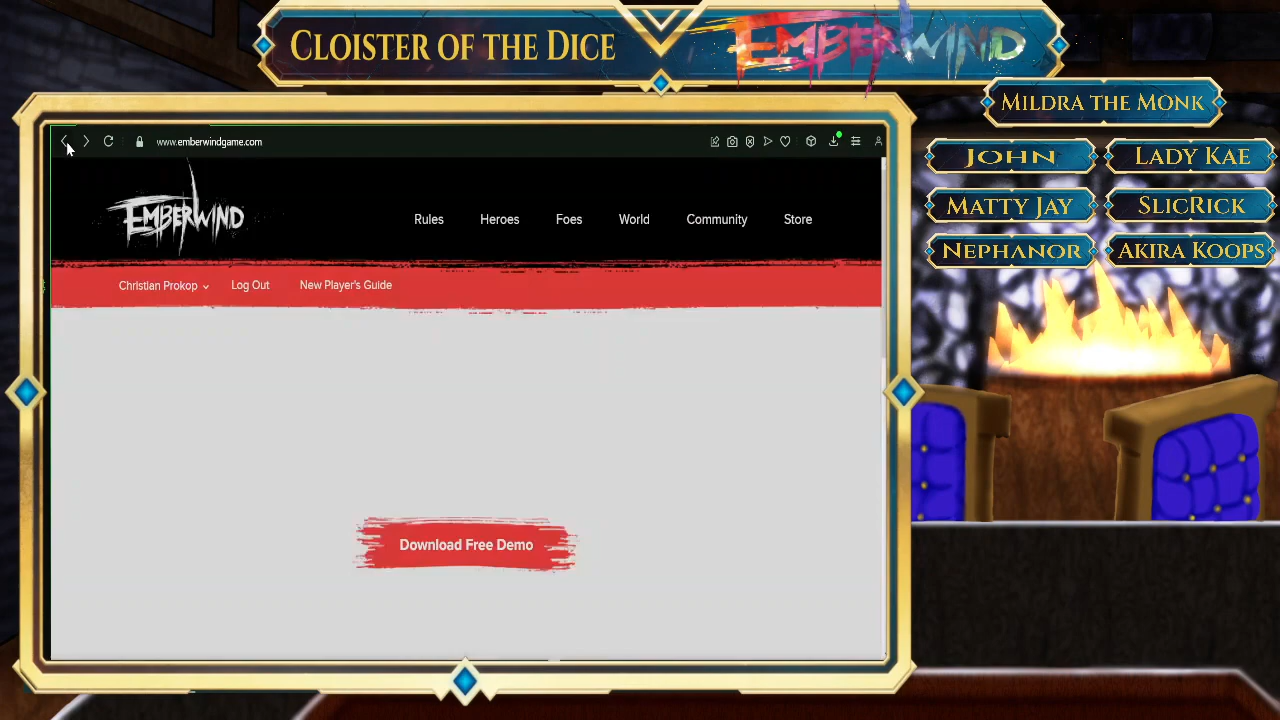 CLOISTER OF THE DICE
EMBERWIND
MILDRA THE MONK
JOHN
LADY KAE
MATTY JAY
SLICRICK
NEPHANOR
AKIRA KOOPS
www.emberwindgame.com
EMBERWIND
Rules Heroes Foes World Community Store
Christian Prokop Log Out New Player's Guide
Download Free Demo